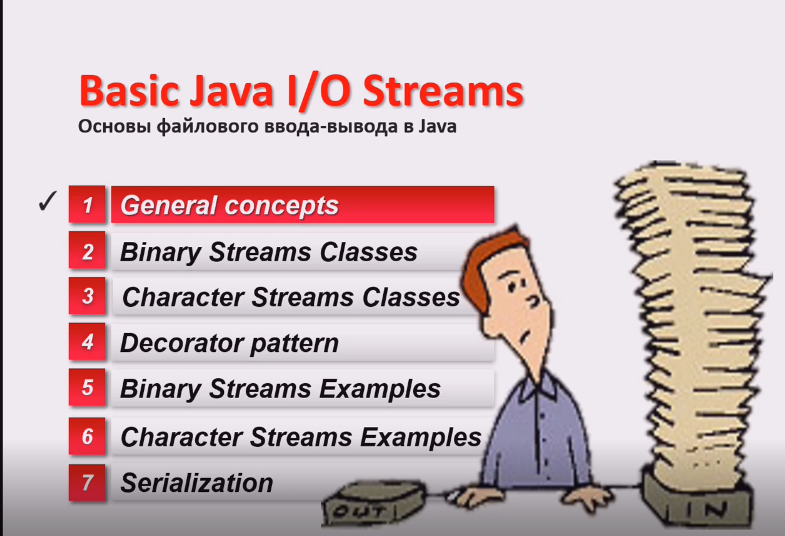 Basic Java I/O Streams
Основы файлового ввода-вывода в Java
✓ 1 General concepts
2 Binary Streams Classes
3 Character Streams Classes
4 Decorator pattern
5 Binary Streams Examples
6 Character Streams Examples
7 Serialization
OUT IN